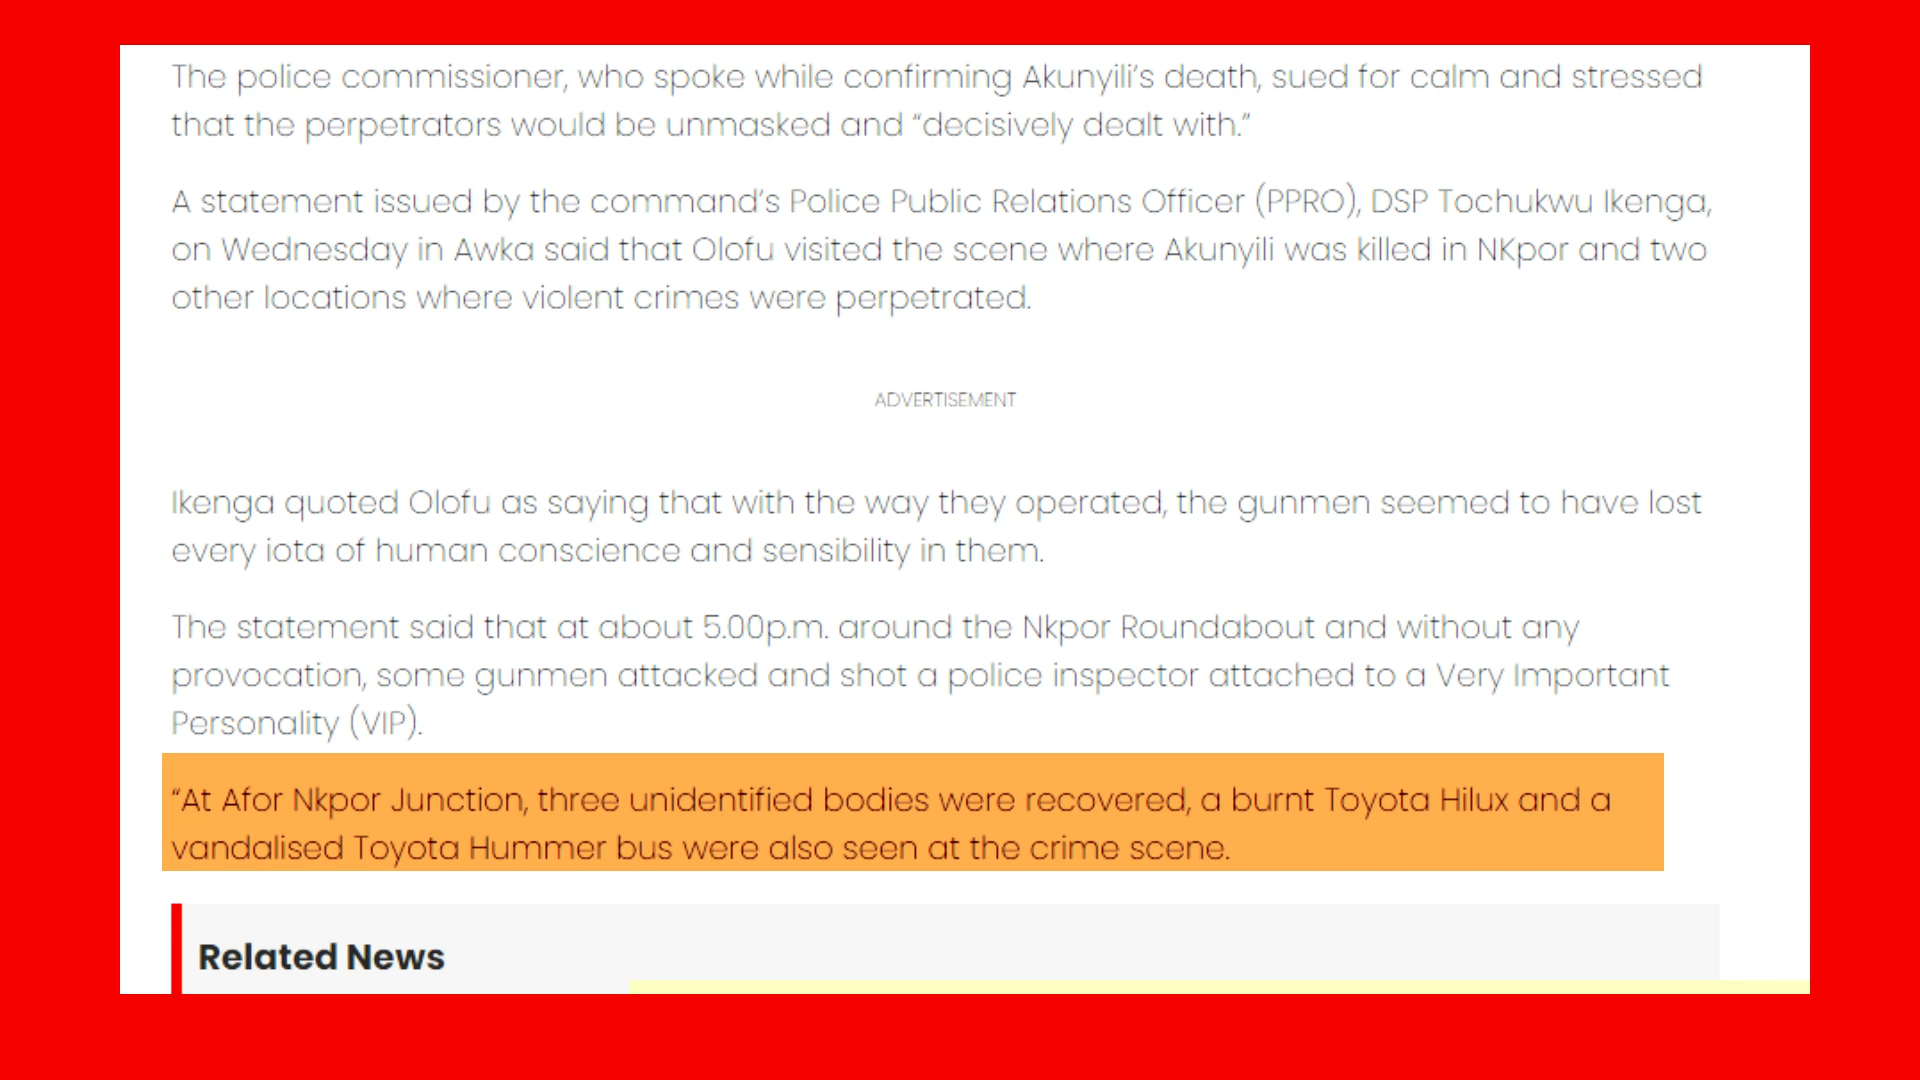 The police commissioner, who spoke while confirming Akunyili’s death, sued for calm and stressed
that the perpetrators would be unmasked and “decisively dealt with.”
A statement issued by the command’s Police Public Relations Officer (PPRO), DSP Tochukwu Ikenga,
on Wednesday in Awka said that Olofu visited the scene where Akunyili was killed in NKpor and two
other locations where violent crimes were perpetrated.
ADVERTISEMENT
Ikenga quoted Olofu as saying that with the way they operated, the gunmen seemed to have lost
every iota of human conscience and sensibility in them.
The statement said that at about 5.00p.m. around the Nkpor Roundabout and without any
provocation, some gunmen attacked and shot a police inspector attached to a Very Important
Personality (VIP).
“At Afor Nkpor Junction, three unidentified bodies were recovered, a burnt Toyota Hilux and a
vandalised Toyota Hummer bus were also seen at the crime scene.
Related News